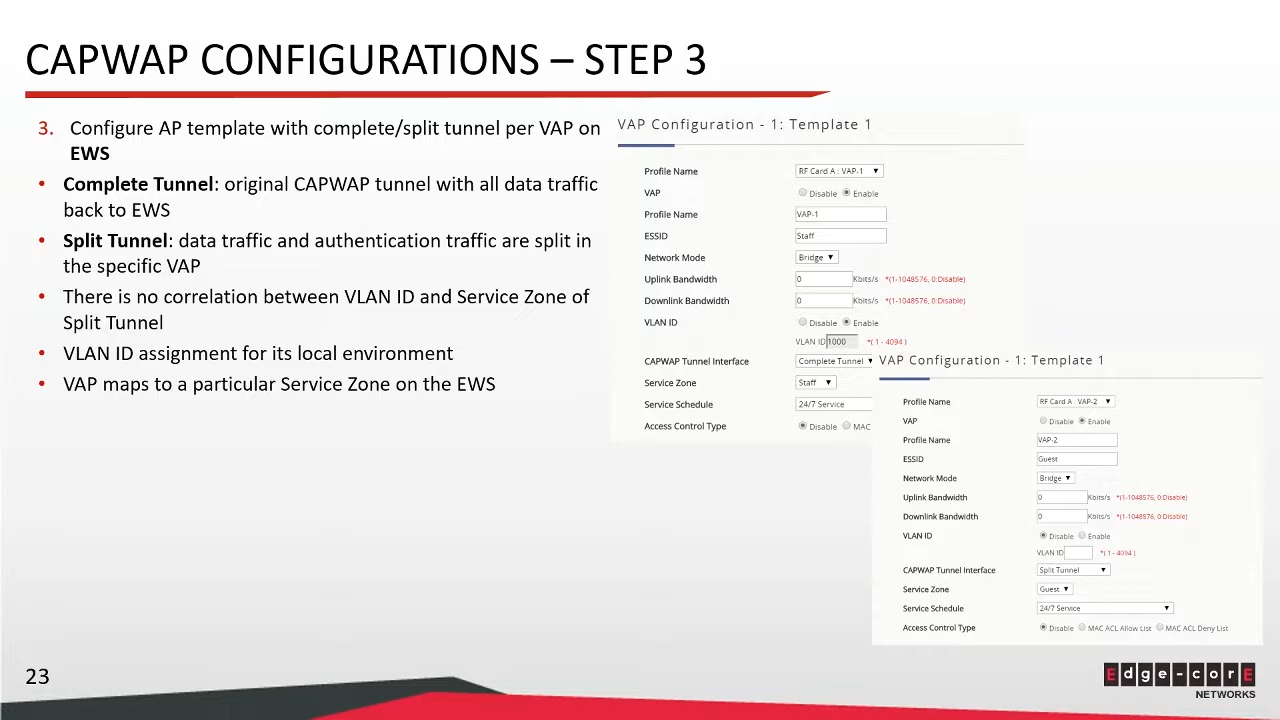 CAPWAP CONFIGURATIONS – STEP 3
3. Configure AP template with complete/split tunnel per VAP on
EWS
• Complete Tunnel: original CAPWAP tunnel with all data traffic
back to EWS
• Split Tunnel: data traffic and authentication traffic are split in
the specific VAP
• There is no correlation between VLAN ID and Service Zone of
Split Tunnel
• VLAN ID assignment for its local environment
• VAP maps to a particular Service Zone on the EWS
VAP Configuration - 1: Template 1
Profile Name RF Card A : VAP-1
VAP Disable Enable
Profile Name VAP-1
ESSID Staff
Network Mode Bridge
Uplink Bandwidth 0 Kbits/s *(1-1048576, 0:Disable)
Downlink Bandwidth 0 Kbits/s *(1-1048576, 0:Disable)
VLAN ID Disable Enable
VLAN ID 1000 *( 1 - 4094 )
CAPWAP Tunnel Interface Complete Tunnel
Service Zone Staff
Service Schedule 24/7 Service
Access Control Type Disable MAC
VAP Configuration - 1: Template 1
Profile Name RF Card A : VAP-2
VAP Disable Enable
Profile Name VAP-2
ESSID Guest
Network Mode Bridge
Uplink Bandwidth 0 Kbits/s *(1-1048576, 0:Disable)
Downlink Bandwidth 0 Kbits/s *(1-1048576, 0:Disable)
VLAN ID Disable Enable
VLAN ID *( 1 - 4094 )
CAPWAP Tunnel Interface Split Tunnel
Service Zone Guest
Service Schedule 24/7 Service
Access Control Type Disable MAC ACL Allow List MAC ACL Deny List
23
Edge-corE
NETWORKS